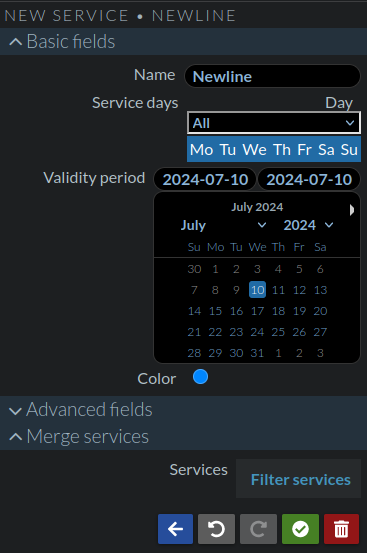 NEW SERVICE • NEWLINE
Basic fields
Name Newline
Service days Day
All
Mo Tu We Th Fr Sa Su
Validity period 2024-07-10 2024-07-10
July 2024
July 2024
Su Mo Tu We Th Fr Sa
30 1 2 3 4 5 6
7 8 9 10 11 12 13
14 15 16 17 18 19 20
21 22 23 24 25 26 27
28 29 30 31 1 2 3
Color
Advanced fields
Merge services
Services Filter services